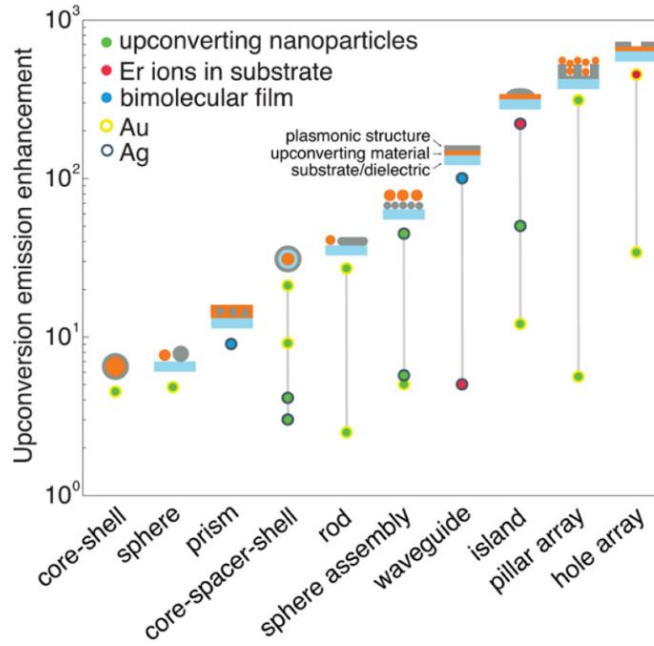 Upconversion emission enhancement
10³
10²
10¹
10⁰
upconverting nanoparticles
Er ions in substrate
bimolecular film
Au
Ag
plasmonic structure
upconverting material
substrate/dielectric
core-shell
sphere
prism
core-spacer-shell
rod
sphere assembly
waveguide
island
pillar array
hole array